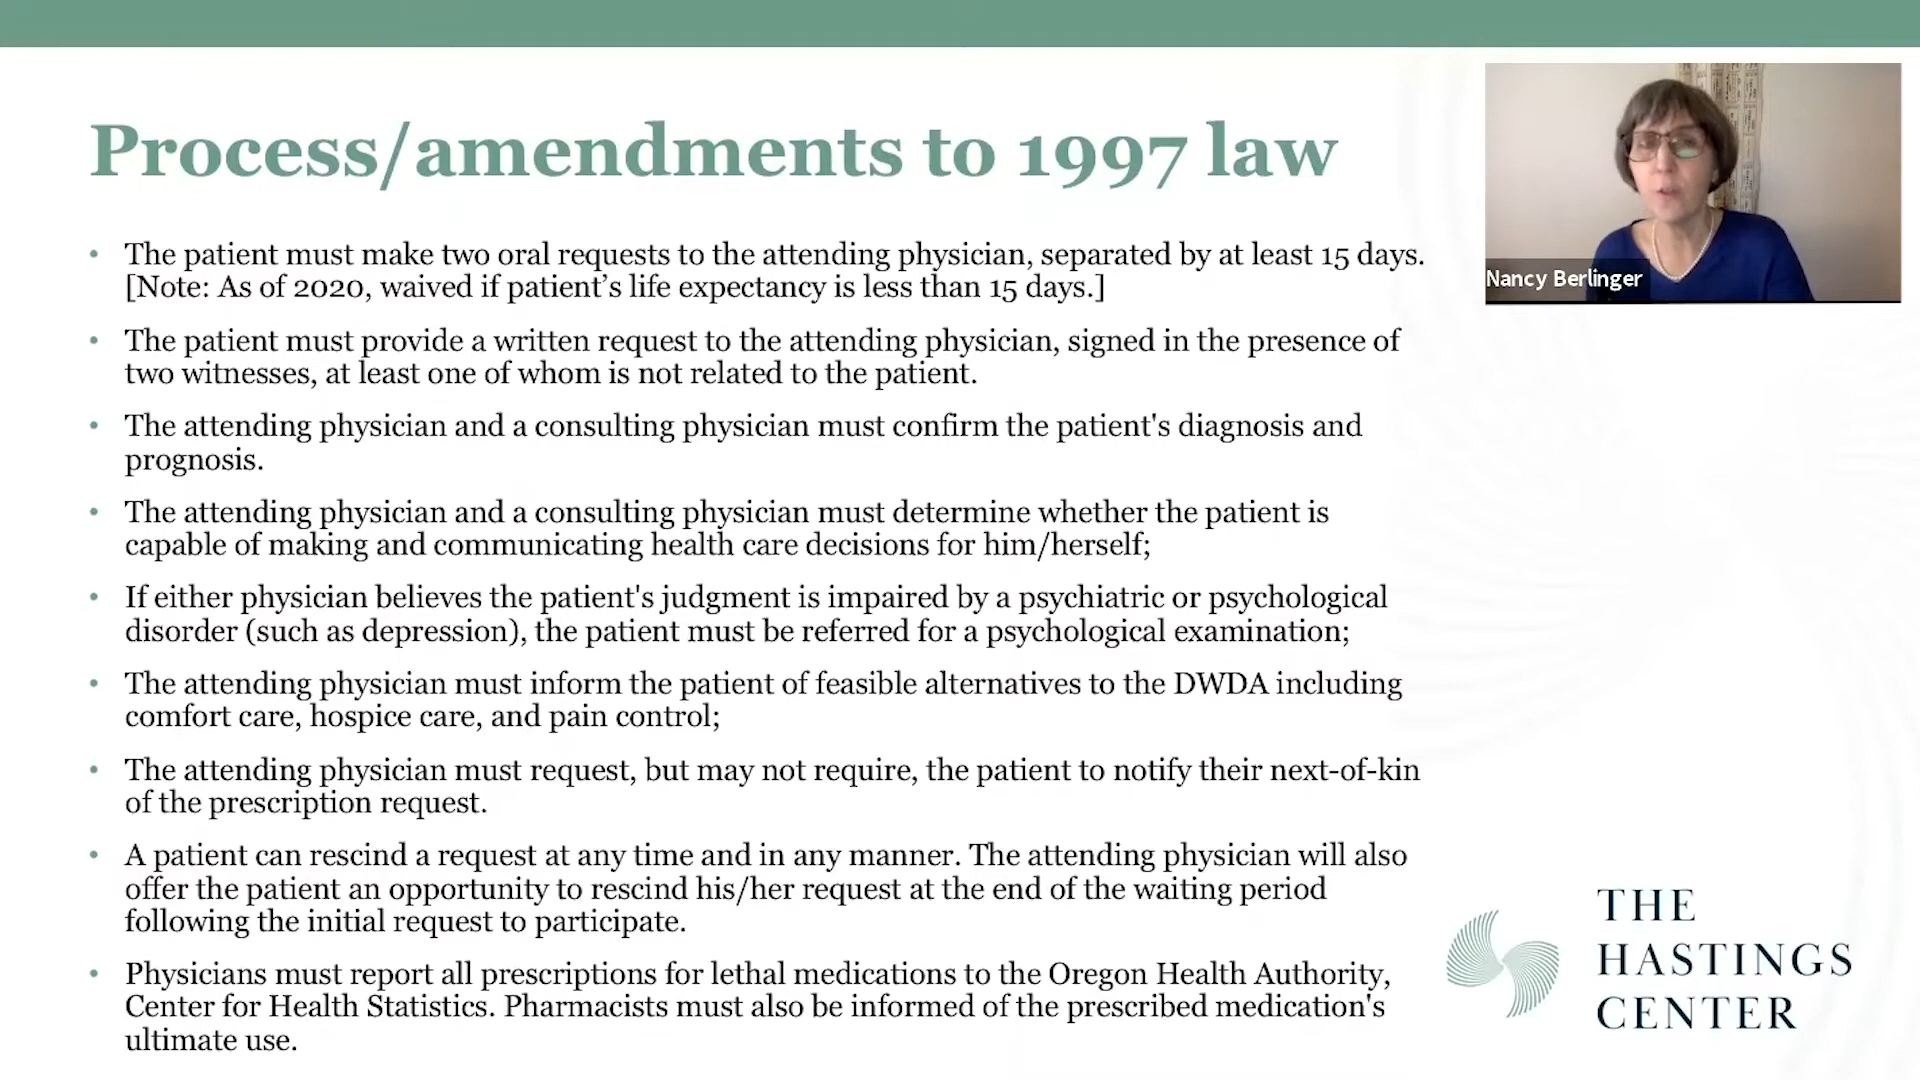 Process/amendments to 1997 law
• The patient must make two oral requests to the attending physician, separated by at least 15 days.
[Note: As of 2020, waived if patient’s life expectancy is less than 15 days.]
• The patient must provide a written request to the attending physician, signed in the presence of
two witnesses, at least one of whom is not related to the patient.
• The attending physician and a consulting physician must confirm the patient's diagnosis and
prognosis.
• The attending physician and a consulting physician must determine whether the patient is
capable of making and communicating health care decisions for him/herself;
• If either physician believes the patient's judgment is impaired by a psychiatric or psychological
disorder (such as depression), the patient must be referred for a psychological examination;
• The attending physician must inform the patient of feasible alternatives to the DWDA including
comfort care, hospice care, and pain control;
• The attending physician must request, but may not require, the patient to notify their next-of-kin
of the prescription request.
• A patient can rescind a request at any time and in any manner. The attending physician will also
offer the patient an opportunity to rescind his/her request at the end of the waiting period
following the initial request to participate.
• Physicians must report all prescriptions for lethal medications to the Oregon Health Authority,
Center for Health Statistics. Pharmacists must also be informed of the prescribed medication's
ultimate use.
Nancy Berlinger
THE
HASTINGS
CENTER